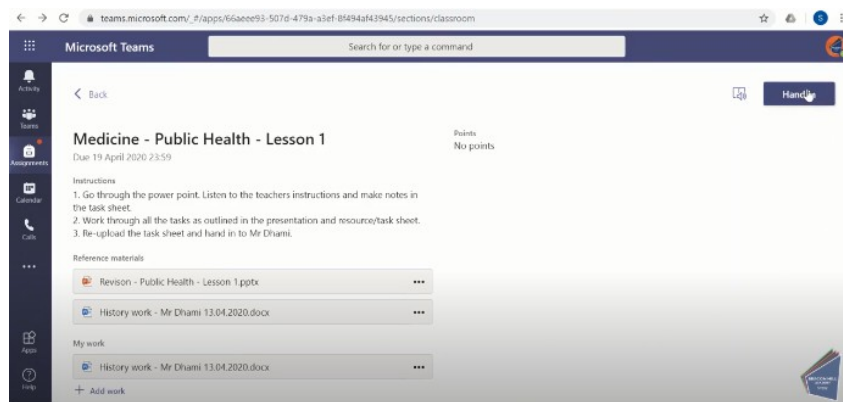 teams.microsoft.com/_#/apps/66aeee93-507d-479a-a3ef-8f494af43945/sections/classroom
S
Microsoft Teams
Search for or type a command
Activity
Teams
Assignments
Calendar
Calls
Apps
Help
Back
Hand in
Medicine - Public Health - Lesson 1
Due 19 April 2020 23:59
Points
No points
Instructions
1. Go through the power point. Listen to the teachers instructions and make notes in
the task sheet.
2. Work through all the tasks as outlined in the presentation and resource/task sheet.
3. Re-upload the task sheet and hand in to Mr Dhami.
Reference materials
Revison - Public Health - Lesson 1.pptx
History work - Mr Dhami 13.04.2020.docx
My work
History work - Mr Dhami 13.04.2020.docx
+ Add work